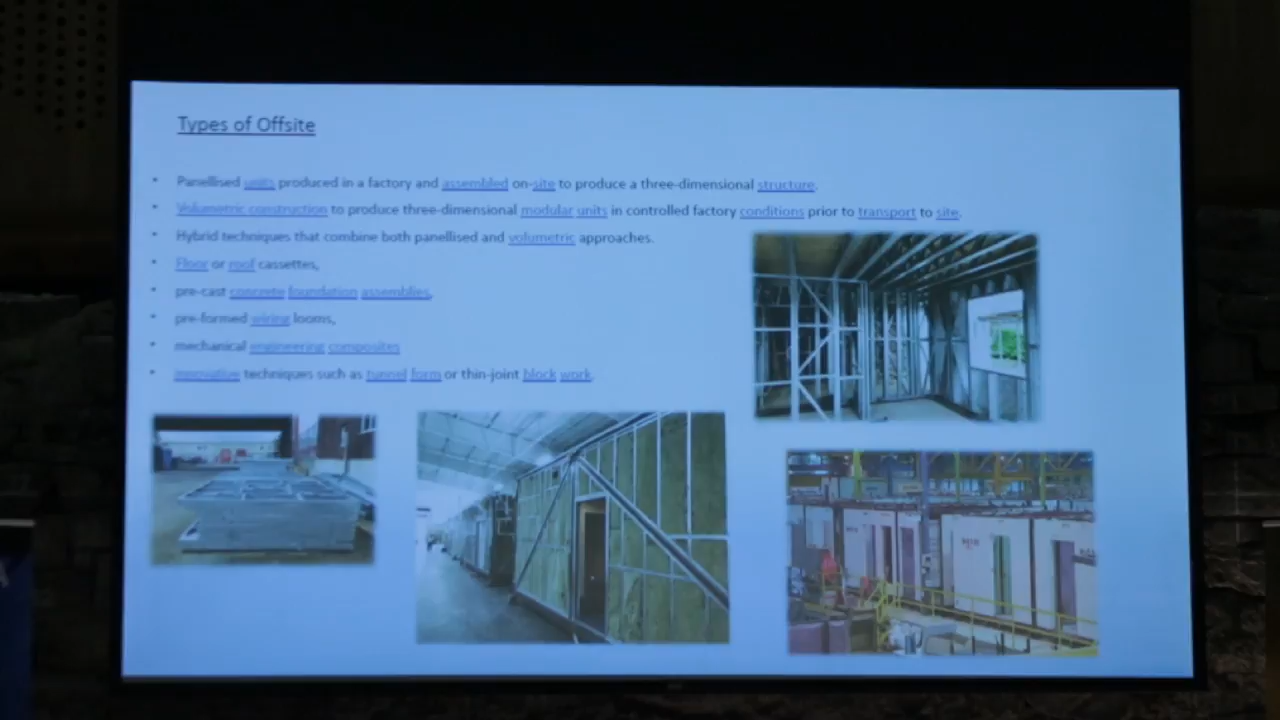 Types of Offsite
• Panellised units produced in a factory and assembled on-site to produce a three-dimensional structure.
• Volumetric construction to produce three-dimensional modular units in controlled factory conditions prior to transport to site.
• Hybrid techniques that combine both panellised and volumetric approaches.
• Floor or roof cassettes,
• pre-cast concrete foundation assemblies,
• pre-formed wiring looms,
• mechanical engineering composites
• innovative techniques such as tunnel form or thin-joint block work.